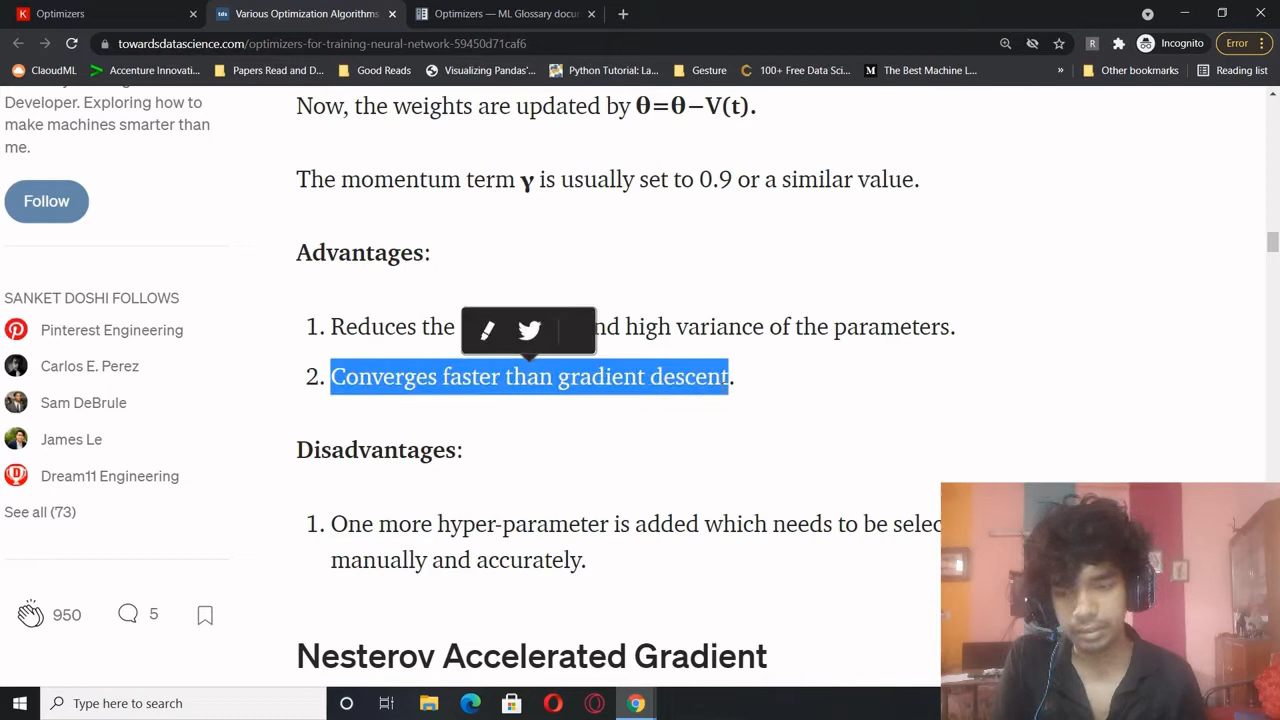 Optimizers
Various Optimization Algorithms
Optimizers — ML Glossary docu
towardsdatascience.com/optimizers-for-training-neural-network-59450d71caf6
Incognito
Error
ClaoudML
Accenture Innovati...
Papers Read and D...
Good Reads
Visualizing Pandas'...
Python Tutorial: La...
Gesture
100+ Free Data Sci...
The Best Machine L...
»
Other bookmarks
Reading list
Developer. Exploring how to
make machines smarter than
me.
Follow
SANKET DOSHI FOLLOWS
Pinterest Engineering
Carlos E. Perez
Sam DeBrule
James Le
Dream11 Engineering
See all (73)
950
5
Now, the weights are updated by θ=θ−V(t).
The momentum term γ is usually set to 0.9 or a similar value.
Advantages:
1. Reduces the nd high variance of the parameters.
2. Converges faster than gradient descent.
Disadvantages:
1. One more hyper-parameter is added which needs to be selec
manually and accurately.
Nesterov Accelerated Gradient
Type here to search